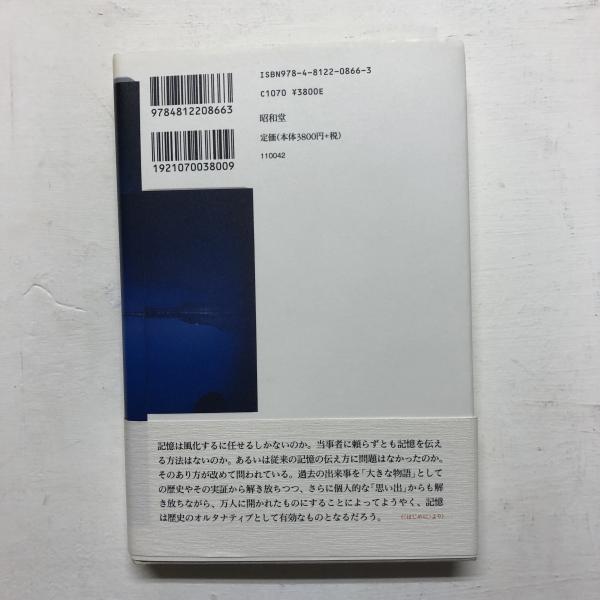 ISBN978-4-8122-0866-3
C1070 ¥3800E
9784812208663
昭和堂
定価(本体3800円+税)
1921070038009
110042
記憶は風化するに任せるしかないのか。当事者に頼らずとも記憶を伝え
る方法はないのか。あるいは従来の記憶の伝え方に問題はなかったのか。
そのあり方が改めて問われている。過去の出来事を「大きな物語」として
の歴史やその実証から解き放ちつつ、さらに個人的な「思い出」からも解
き放ちながら、万人に開かれたものにすることによってようやく、記憶
は歴史のオルタナティブとして有効なものとなるだろう。
(〈はじめに〉より)